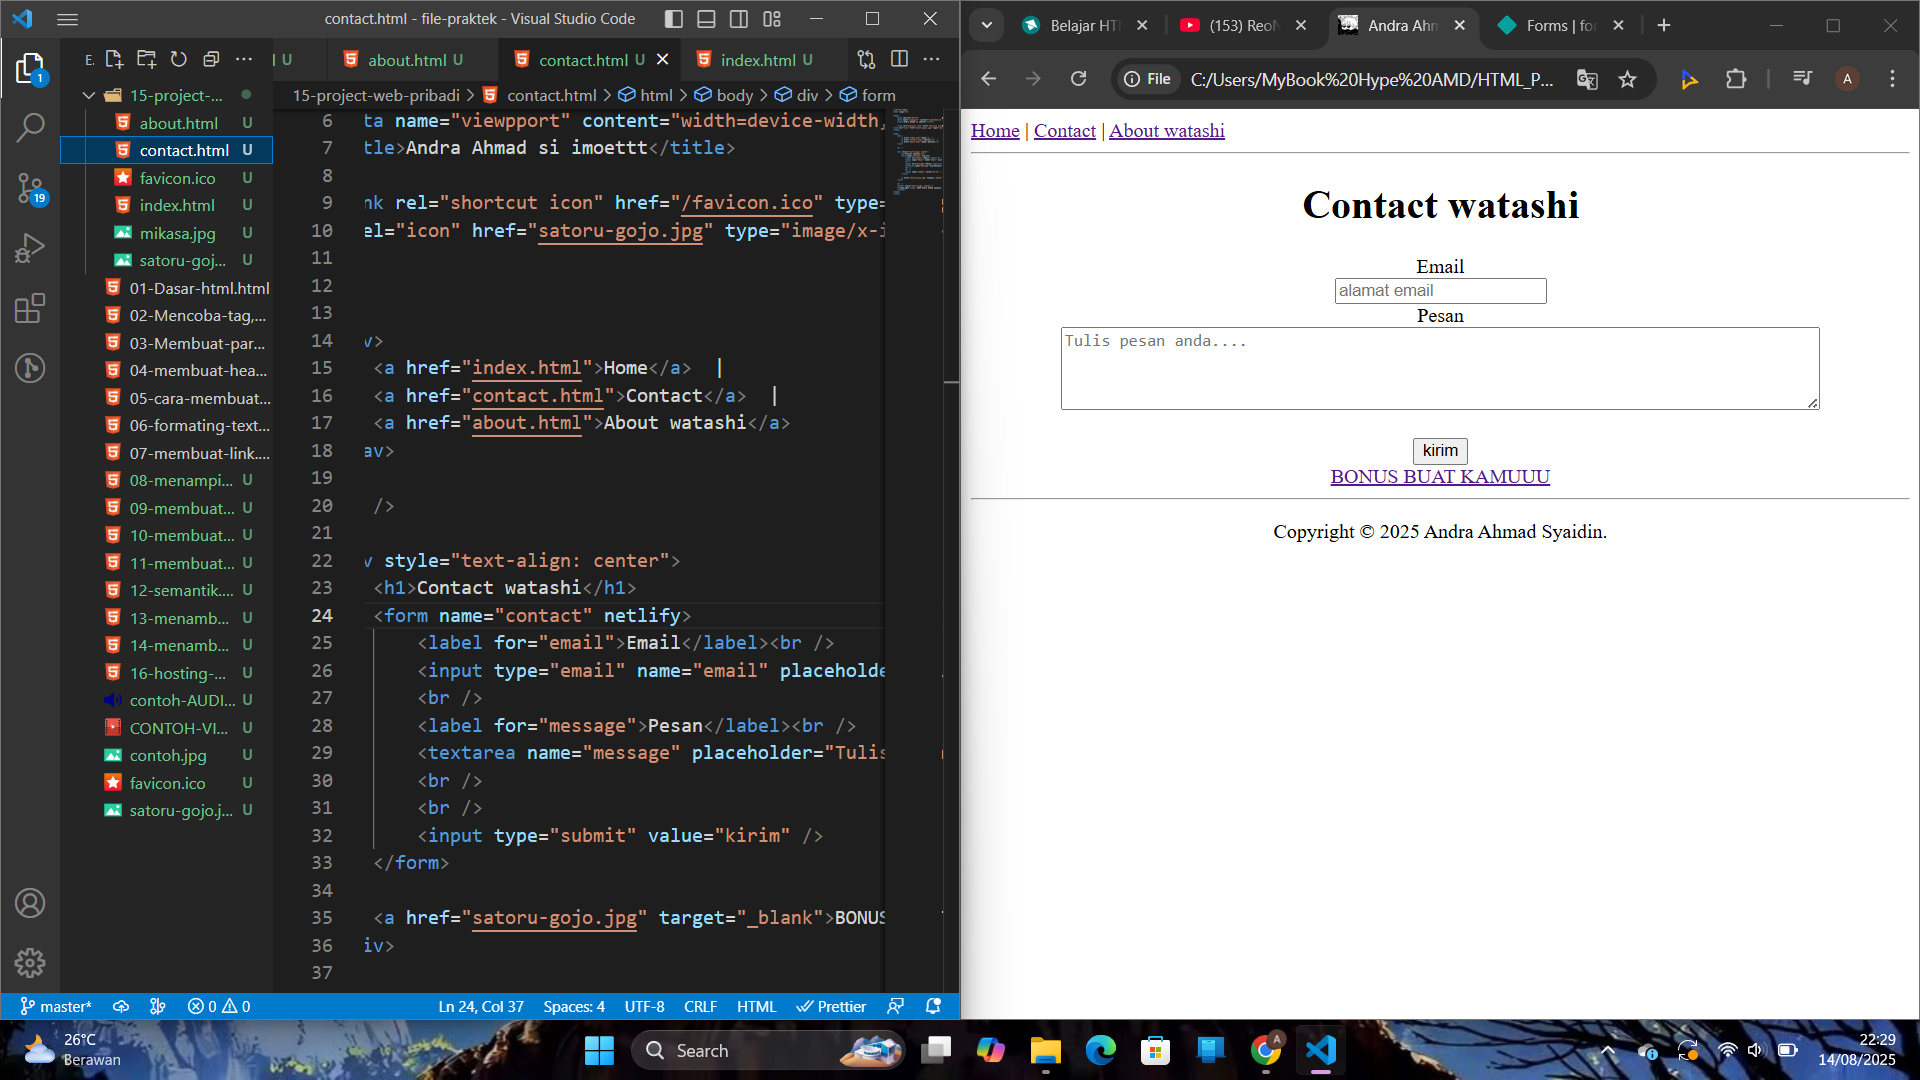 contact.html - file-praktek - Visual Studio Code
E.
U
about.html U
contact.html U
index.html U
15-project-web-pribadi > contact.html > html > body > div > form
1
19
15-project-...
about.html U
contact.html U
favicon.ico U
index.html U
mikasa.jpg U
satoru-goj... U
01-Dasar-html.html
02-Mencoba-tag,...
03-Membuat-par...
04-membuat-hea...
05-cara-membuat...
06-formating-text...
07-membuat-link....
08-menampi... U
09-membuat... U
10-membuat... U
11-membuat... U
12-semantik.... U
13-menamb... U
14-menamb... U
16-hosting-... U
contoh-AUDI... U
CONTOH-VI... U
contoh.jpg U
favicon.ico U
satoru-gojo.j... U
6 ta name="viewpport" content="width=device-width,
7 tle>Andra Ahmad si imoettt</title>
8
9 nk rel="shortcut icon" href="/favicon.ico" type=
10 el="icon" href="satoru-gojo.jpg" type="image/x-i
11
12
13
14 v>
15 <a href="index.html">Home</a> |
16 <a href="contact.html">Contact</a> |
17 <a href="about.html">About watashi</a>
18 av>
19
20 />
21
22 v style="text-align: center">
23 <h1>Contact watashi</h1>
24 <form name="contact" netlify>
25 <label for="email">Email</label><br />
26 <input type="email" name="email" placeholde
27 <br />
28 <label for="message">Pesan</label><br />
29 <textarea name="message" placeholder="Tulis
30 <br />
31 <br />
32 <input type="submit" value="kirim" />
33 </form>
34
35 <a href="satoru-gojo.jpg" target="_blank">BONUS
36 iv>
37
master* 0 0 Ln 24, Col 37 Spaces: 4 UTF-8 CRLF HTML Prettier
Belajar HT
(153) ReoN
Andra Ahm
Forms | fo
File C:/Users/MyBook%20Hype%20AMD/HTML_P...
A
Home | Contact | About watashi
Contact watashi
Email
alamat email
Pesan
Tulis pesan anda....
kirim
BONUS BUAT KAMUUU
Copyright © 2025 Andra Ahmad Syaidin.
26°C
Berawan
Search
A
22:29
14/08/2025